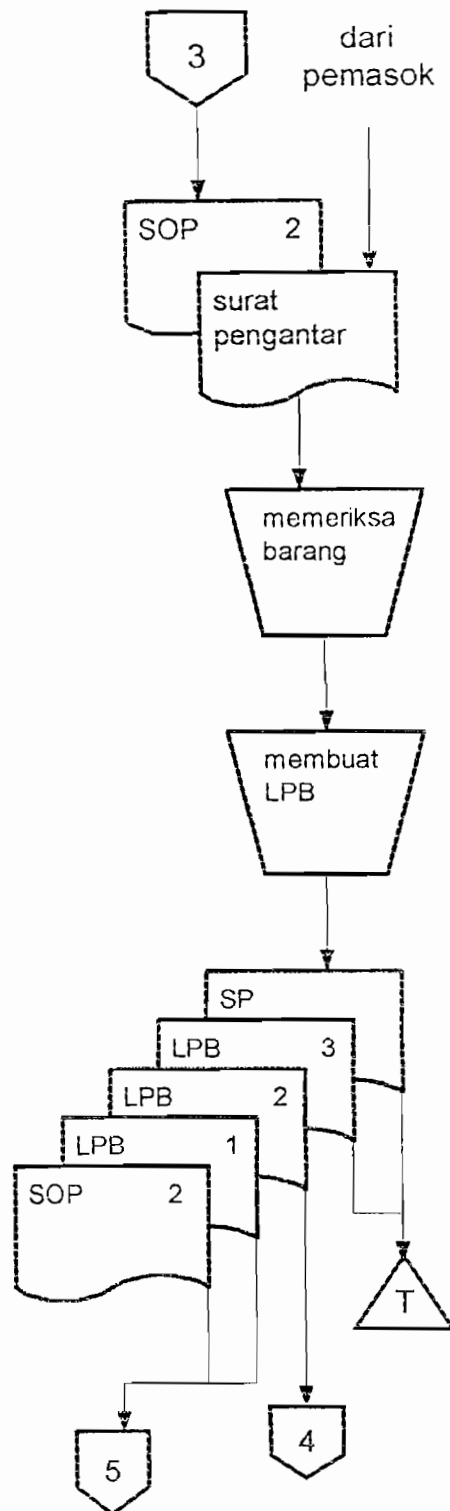 3
dari
pemasok
SOP 2
surat
pengantar
memeriksa
barang
membuat
LPB
SP
LPB 3
LPB 2
LPB 1
SOP 2
T
5
4